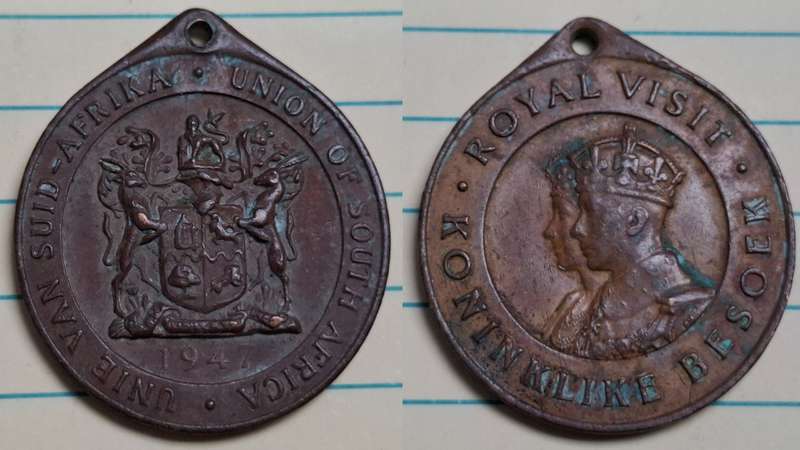 UNIE VAN SUID-AFRIKA · UNION OF SOUTH AFRICA ·
1947
· ROYAL VISIT ·
KONINKLIKE BESOEK